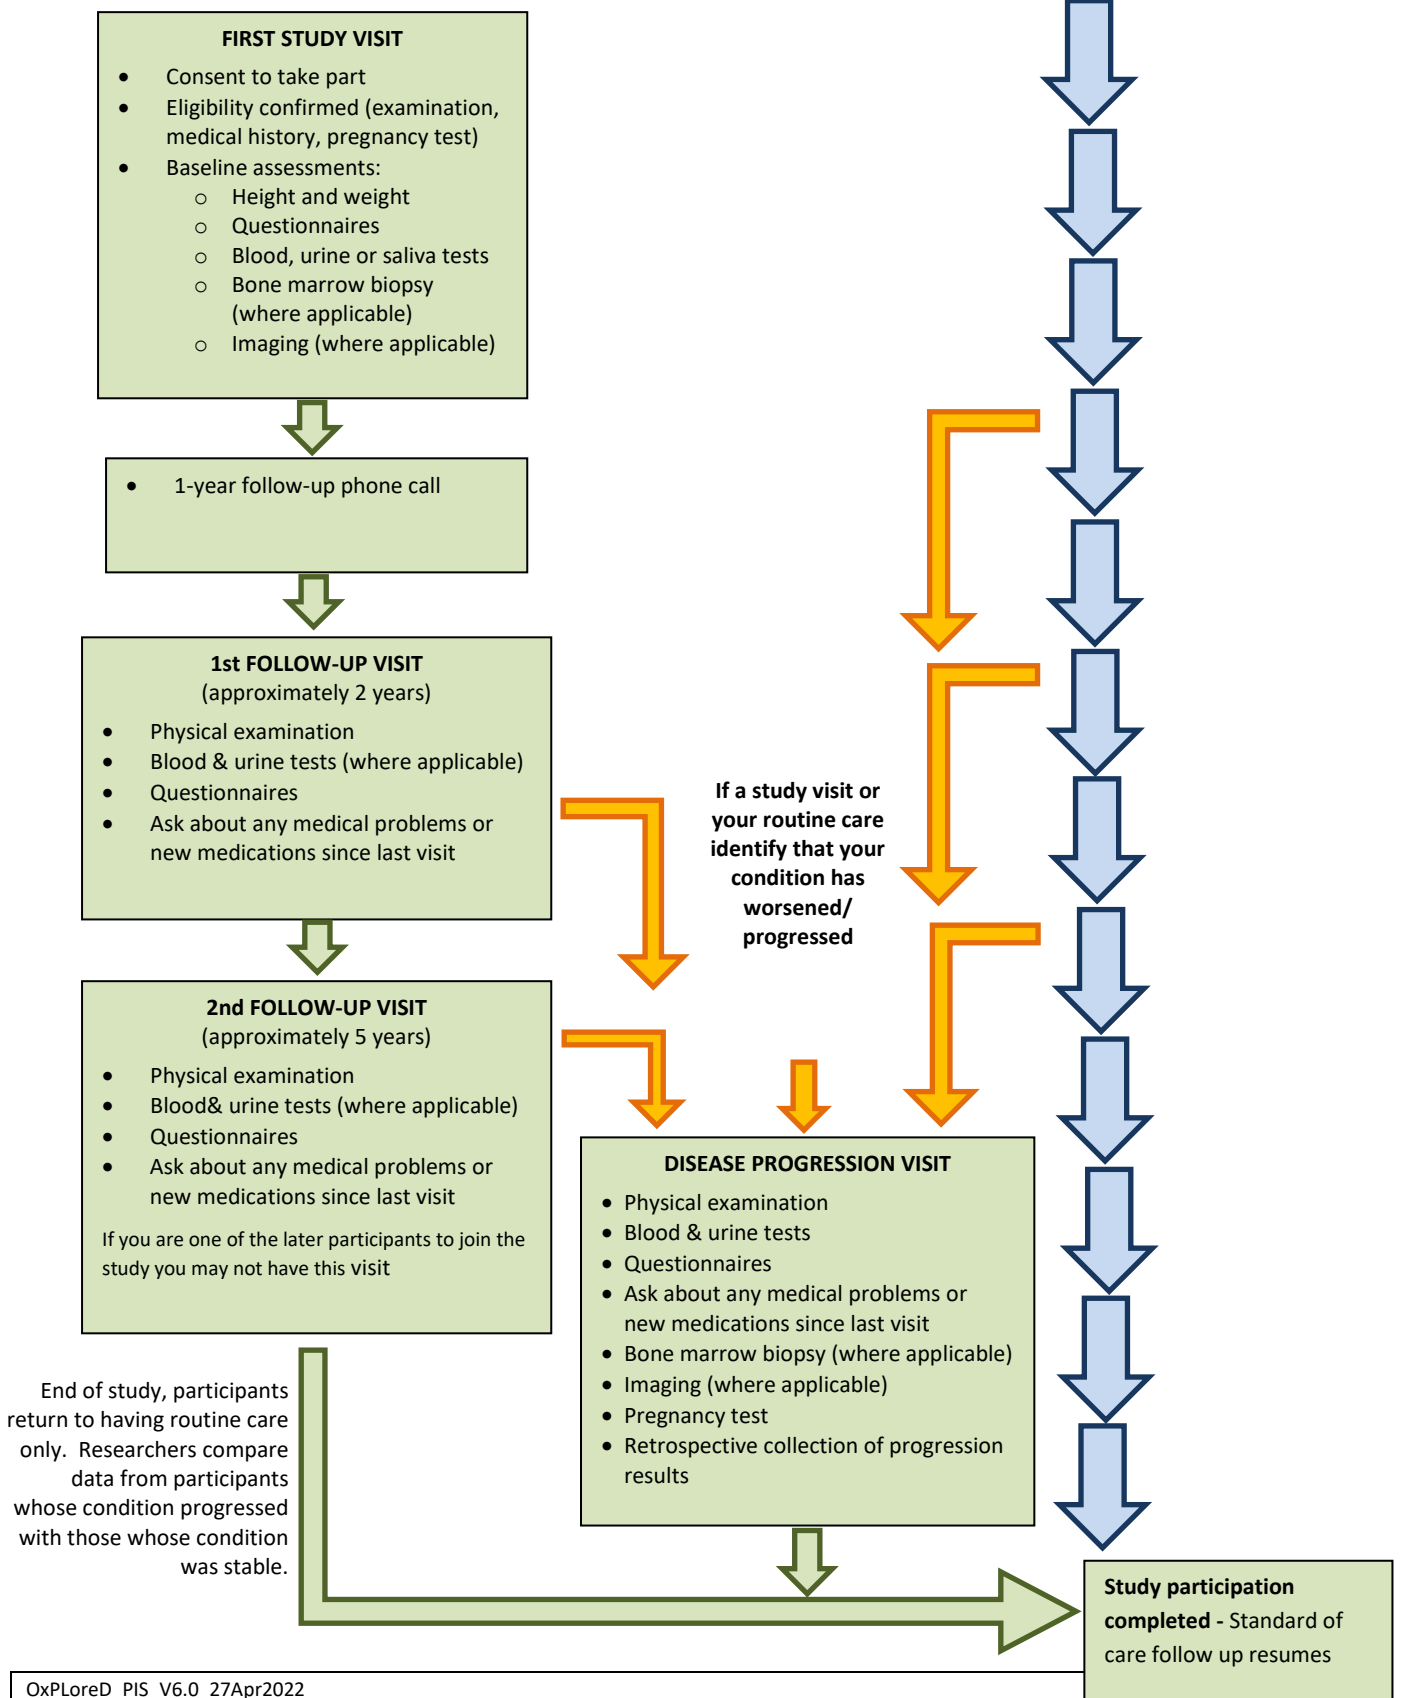 FIRST STUDY VISIT
• Consent to take part
• Eligibility confirmed (examination,
medical history, pregnancy test)
• Baseline assessments:
o Height and weight
o Questionnaires
o Blood, urine or saliva tests
o Bone marrow biopsy
(where applicable)
o Imaging (where applicable)
• 1-year follow-up phone call
1st FOLLOW-UP VISIT
(approximately 2 years)
• Physical examination
• Blood & urine tests (where applicable)
• Questionnaires
• Ask about any medical problems or
new medications since last visit
If a study visit or
your routine care
identify that your
condition has
worsened/
progressed
2nd FOLLOW-UP VISIT
(approximately 5 years)
• Physical examination
• Blood& urine tests (where applicable)
• Questionnaires
• Ask about any medical problems or
new medications since last visit
If you are one of the later participants to join the
study you may not have this visit
DISEASE PROGRESSION VISIT
• Physical examination
• Blood & urine tests
• Questionnaires
• Ask about any medical problems or
new medications since last visit
• Bone marrow biopsy (where applicable)
• Imaging (where applicable)
• Pregnancy test
• Retrospective collection of progression
results
End of study, participants
return to having routine care
only. Researchers compare
data from participants
whose condition progressed
with those whose condition
was stable.
Study participation
completed - Standard of
care follow up resumes
OxPLoreD_PIS_V6.0_27Apr2022